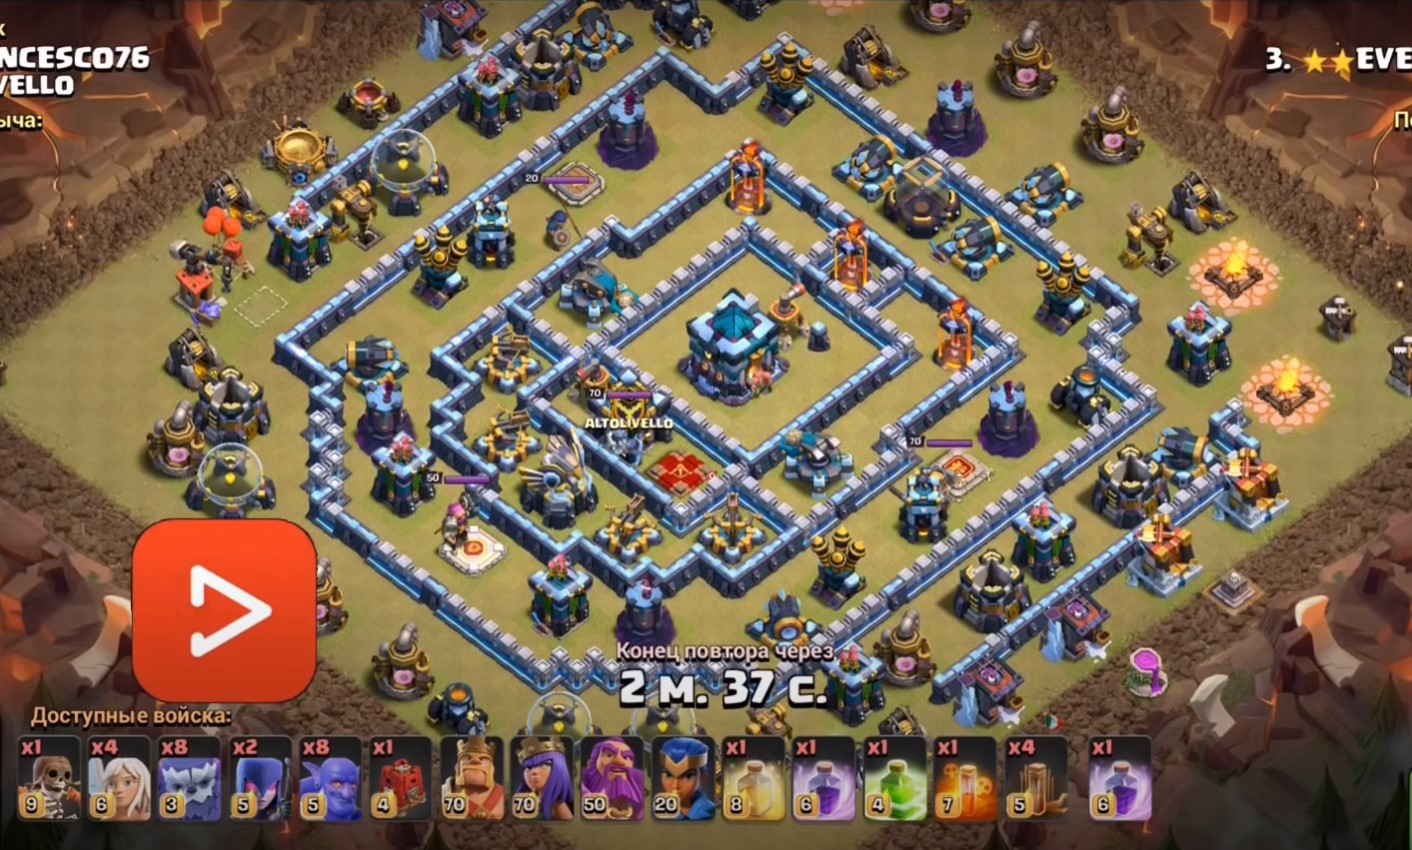 NCESCO76
VELLO
ыча:
3.
EVE
По
20
70
ALTOLIVELLO
50
70
Конец повтора через
2 м. 37 с.
Доступные войска:
x1 x4 x8 x2 x8 x1 x1 x1 x1 x1 x4 x1
9 6 3 5 5 4 70 70 50 20 8 6 4 7 5 6